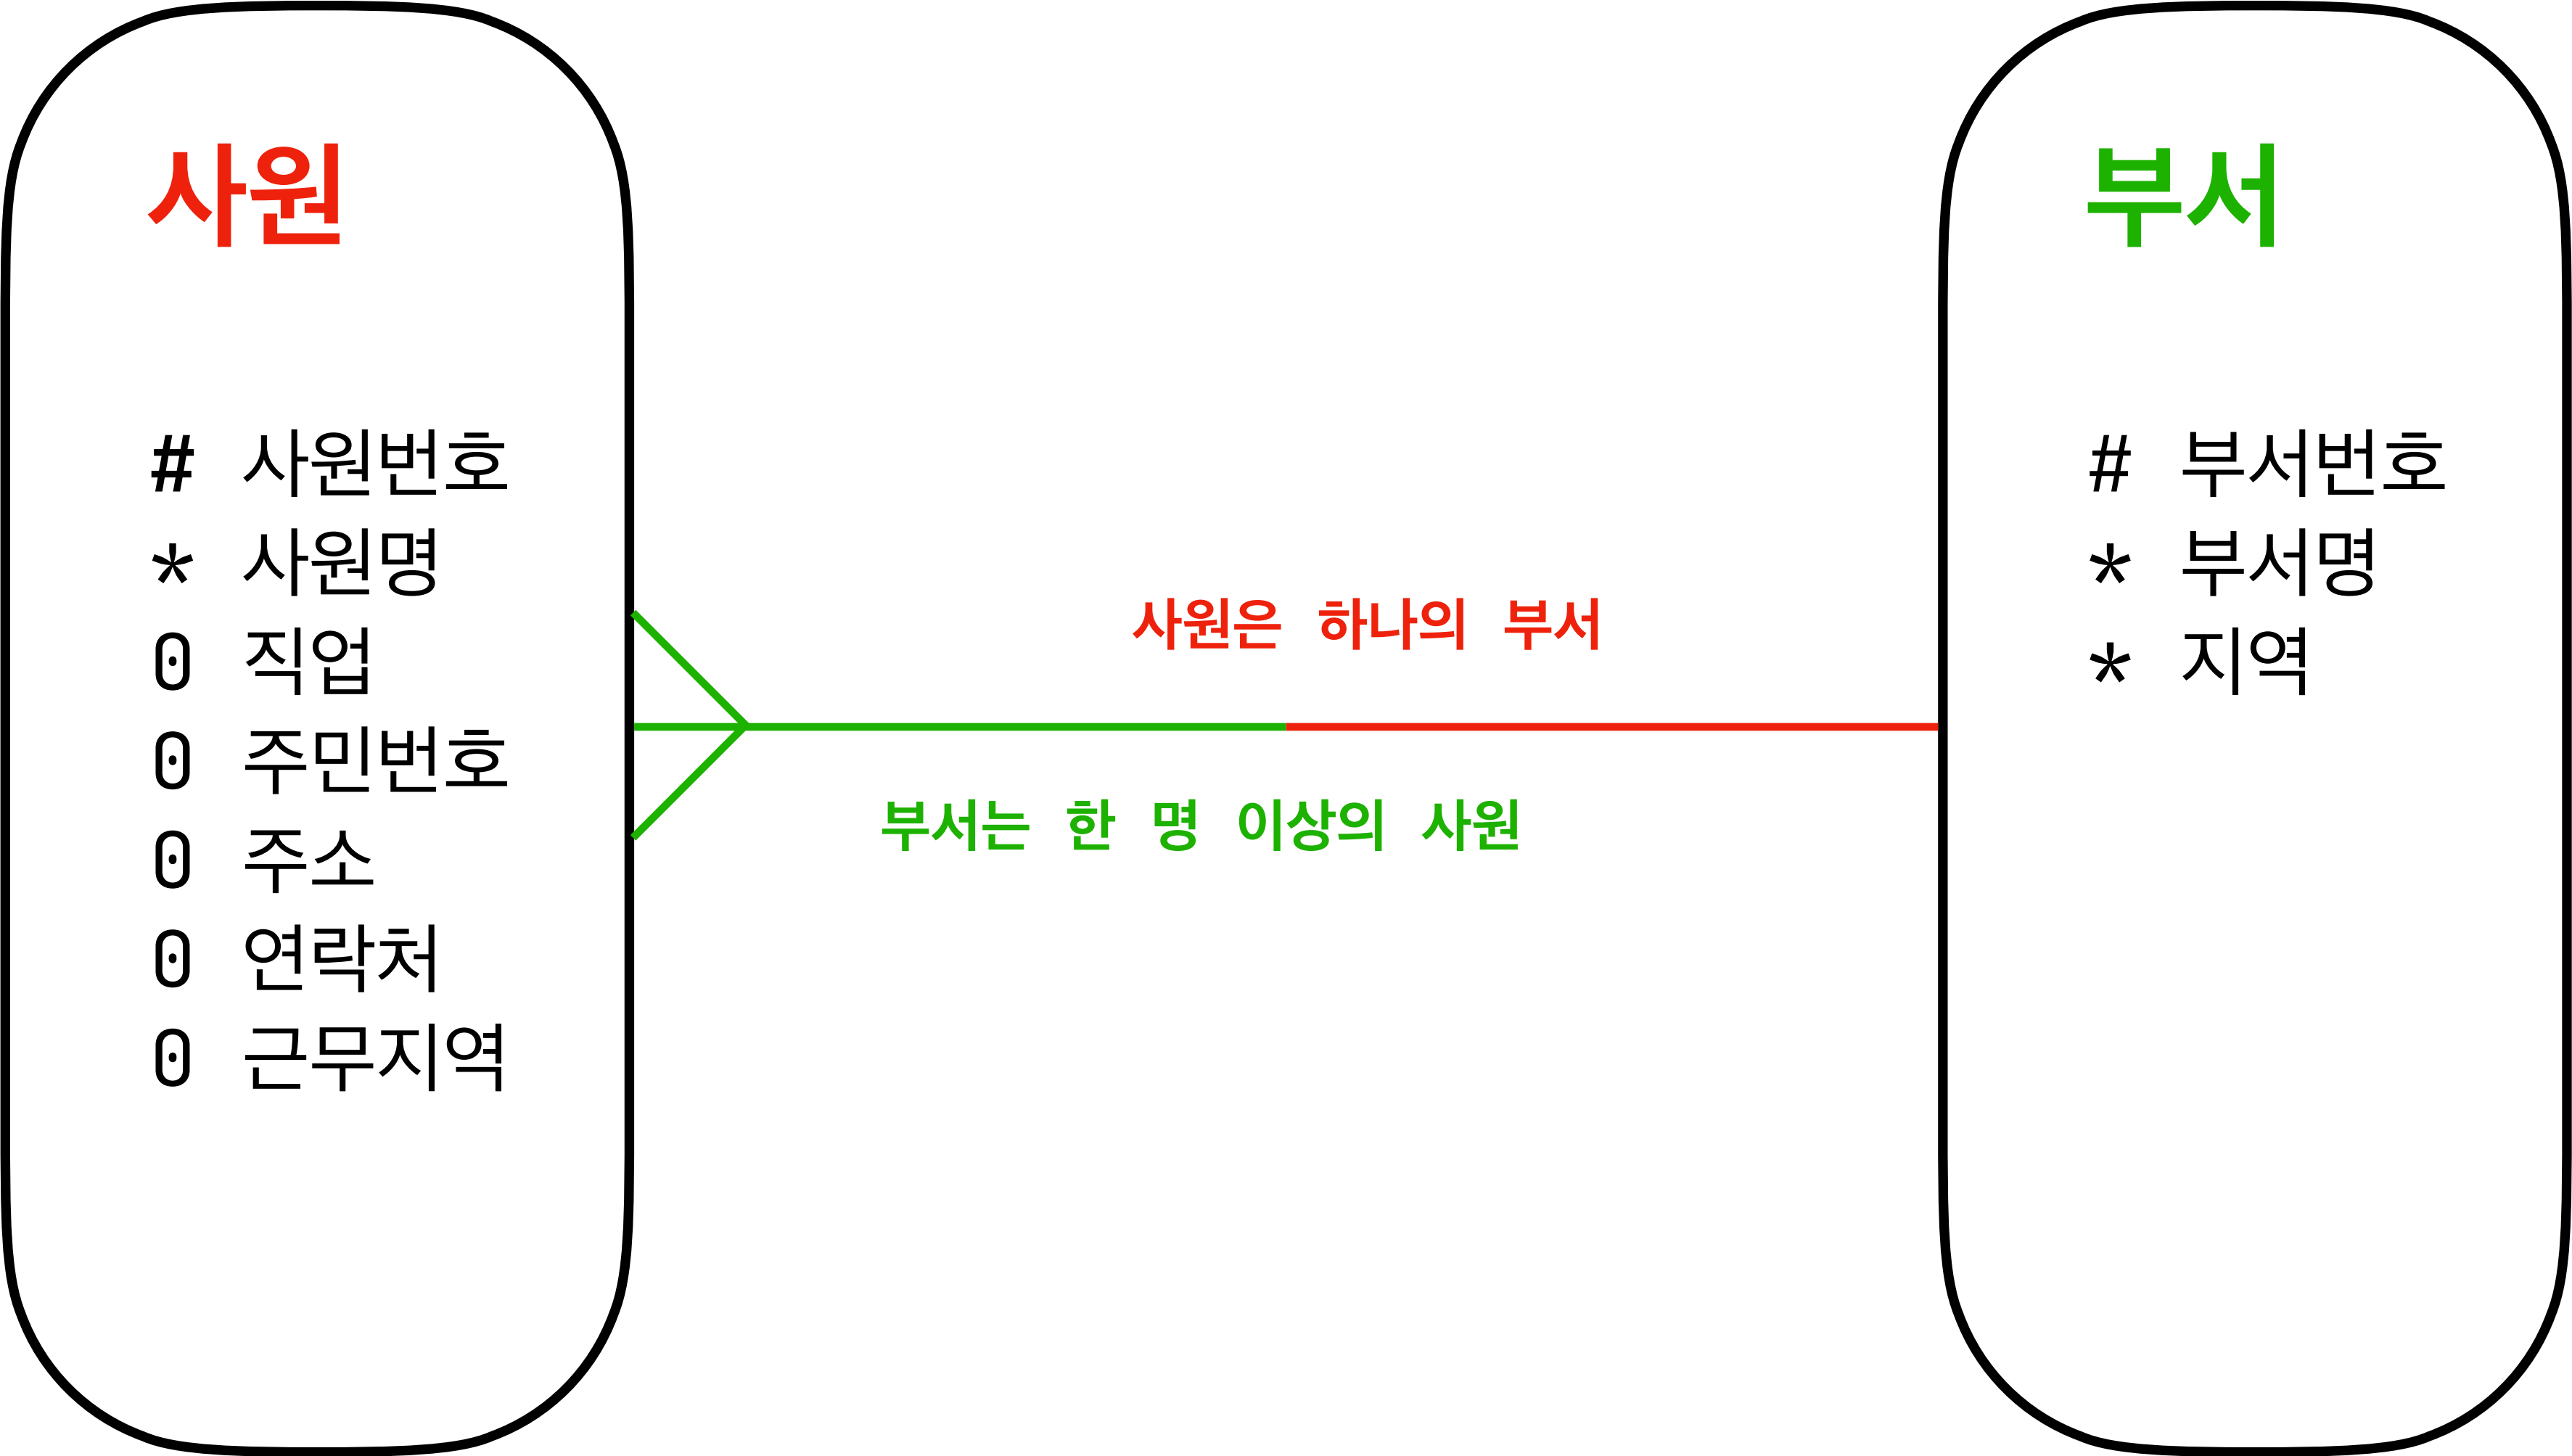 사원
# 사원번호
* 사원명
0 직업
0 주민번호
0 주소
0 연락처
0 근무지역
사원은 하나의 부서
부서는 한 명 이상의 사원
부서
# 부서번호
* 부서명
* 지역